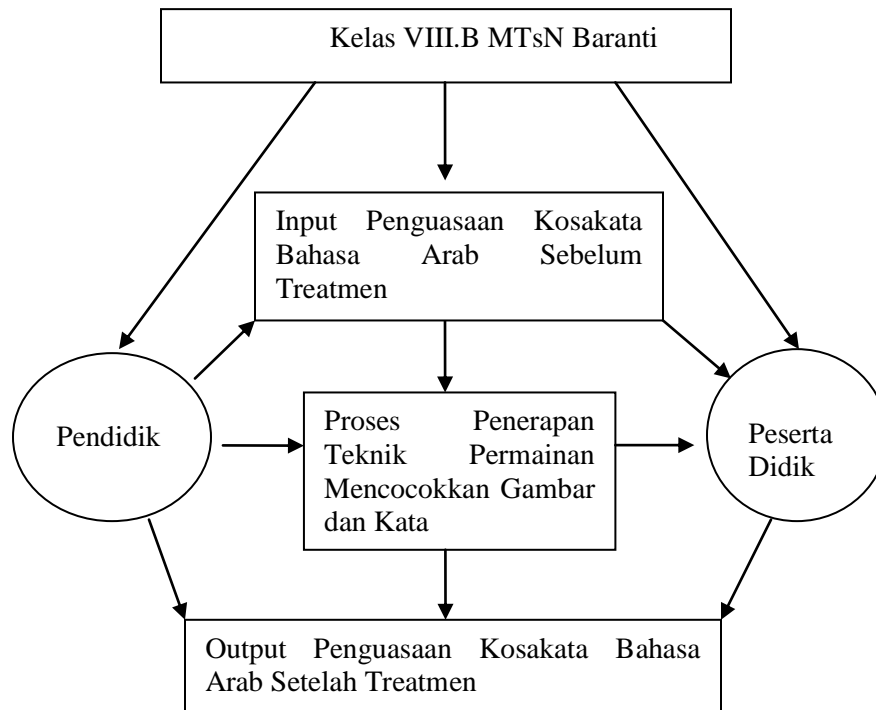 Kelas VIII.B MTsN Baranti
Input Penguasaan Kosakata
Bahasa Arab Sebelum
Treatmen
Pendidik
Proses Penerapan
Teknik Permainan
Mencocokkan Gambar
dan Kata
Peserta
Didik
Output Penguasaan Kosakata Bahasa
Arab Setelah Treatmen